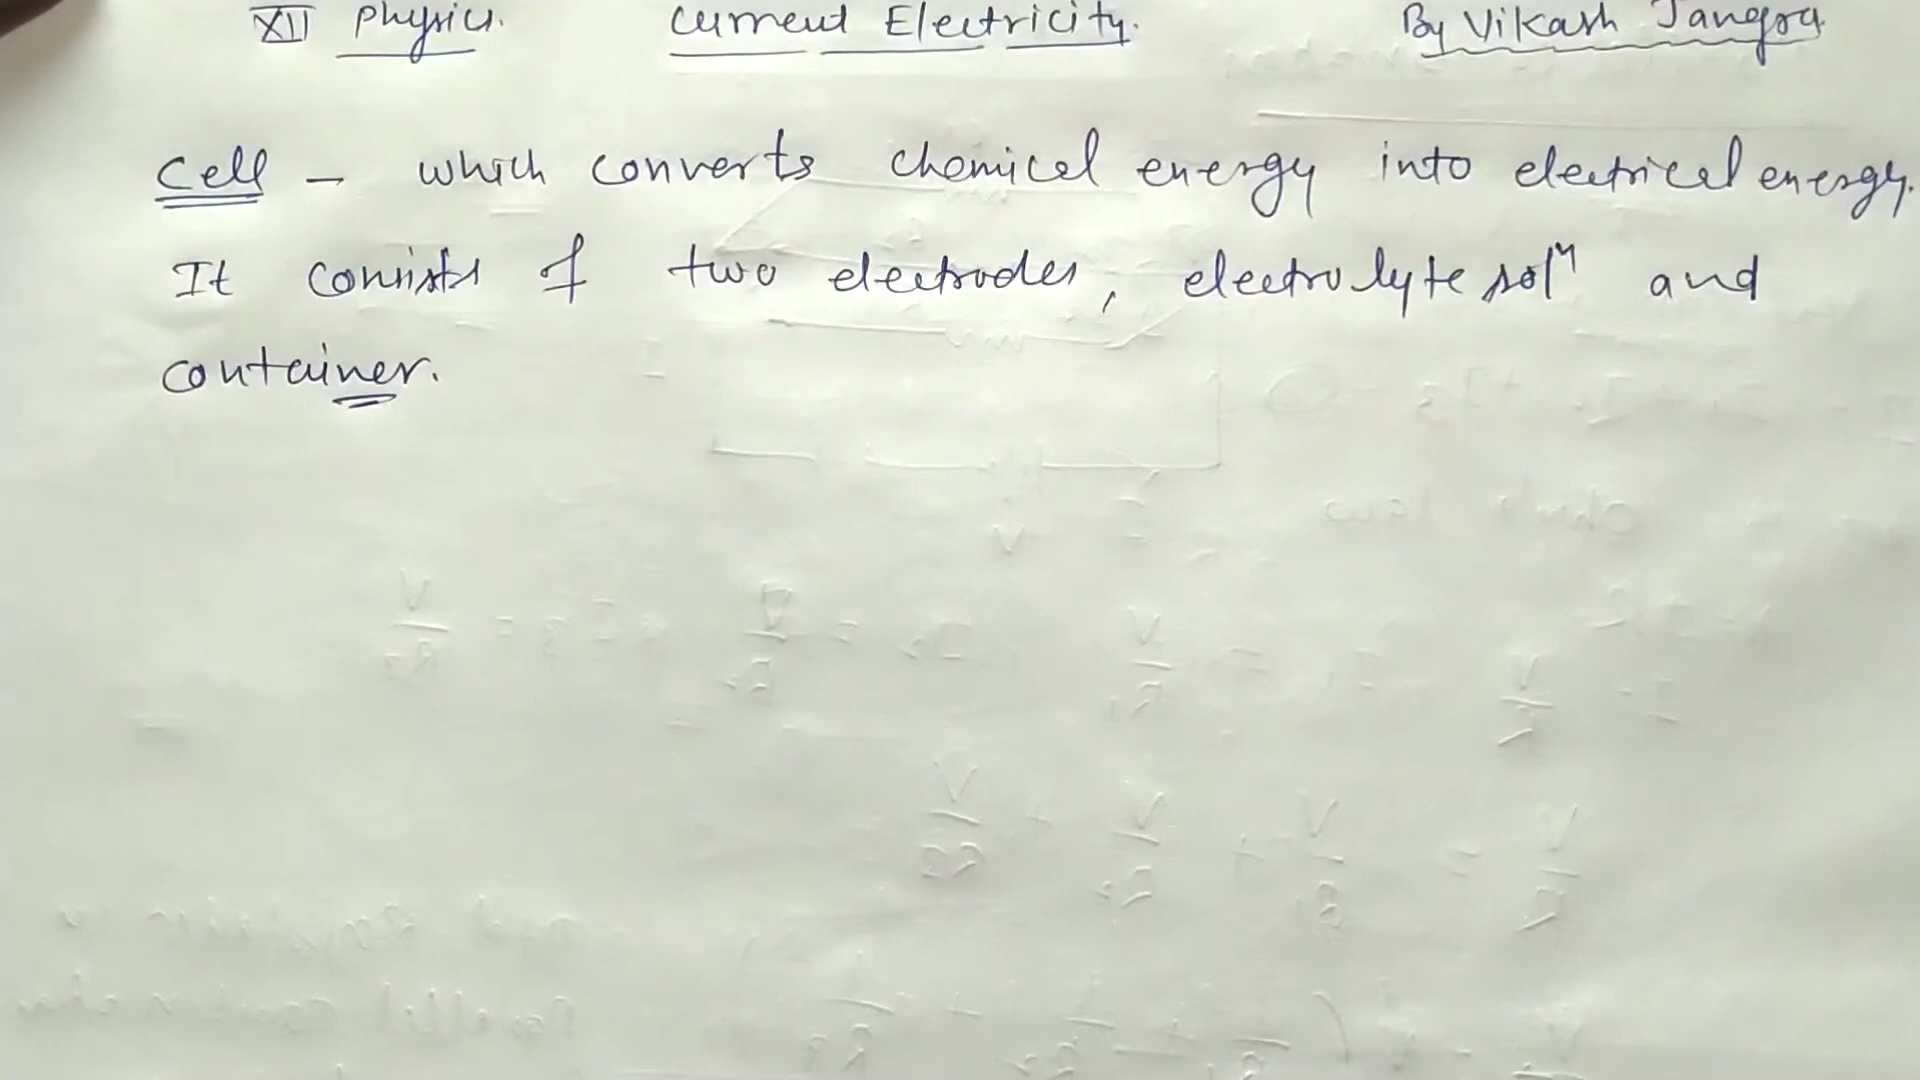 XII Physics. Current Electricity. By Vikash Jangra
Cell - which converts chemical energy into electrical energy.
It consists of two electrodes, electrolyte solⁿ and
container.